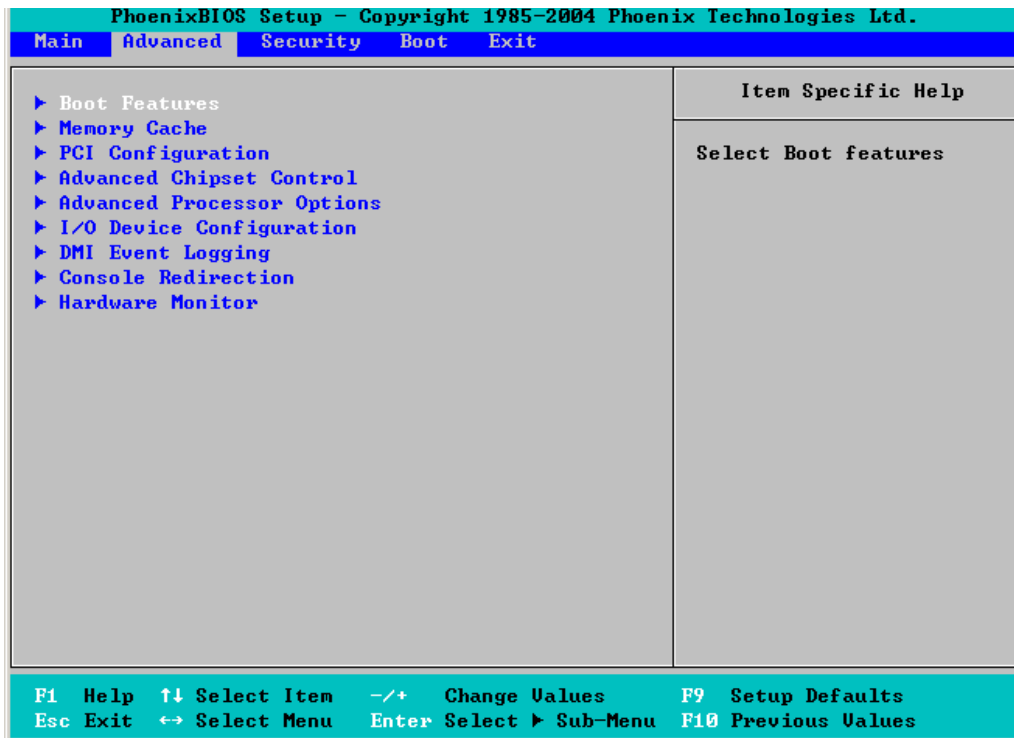 PhoenixBIOS Setup - Copyright 1985-2004 Phoenix Technologies Ltd.
Main Advanced Security Boot Exit
Boot Features
Memory Cache
PCI Configuration
Advanced Chipset Control
Advanced Processor Options
I/O Device Configuration
DMI Event Logging
Console Redirection
Hardware Monitor
Item Specific Help
Select Boot features
F1 Help ↑↓ Select Item -/+ Change Values F9 Setup Defaults
Esc Exit ↔ Select Menu Enter Select ▶ Sub-Menu F10 Previous Values